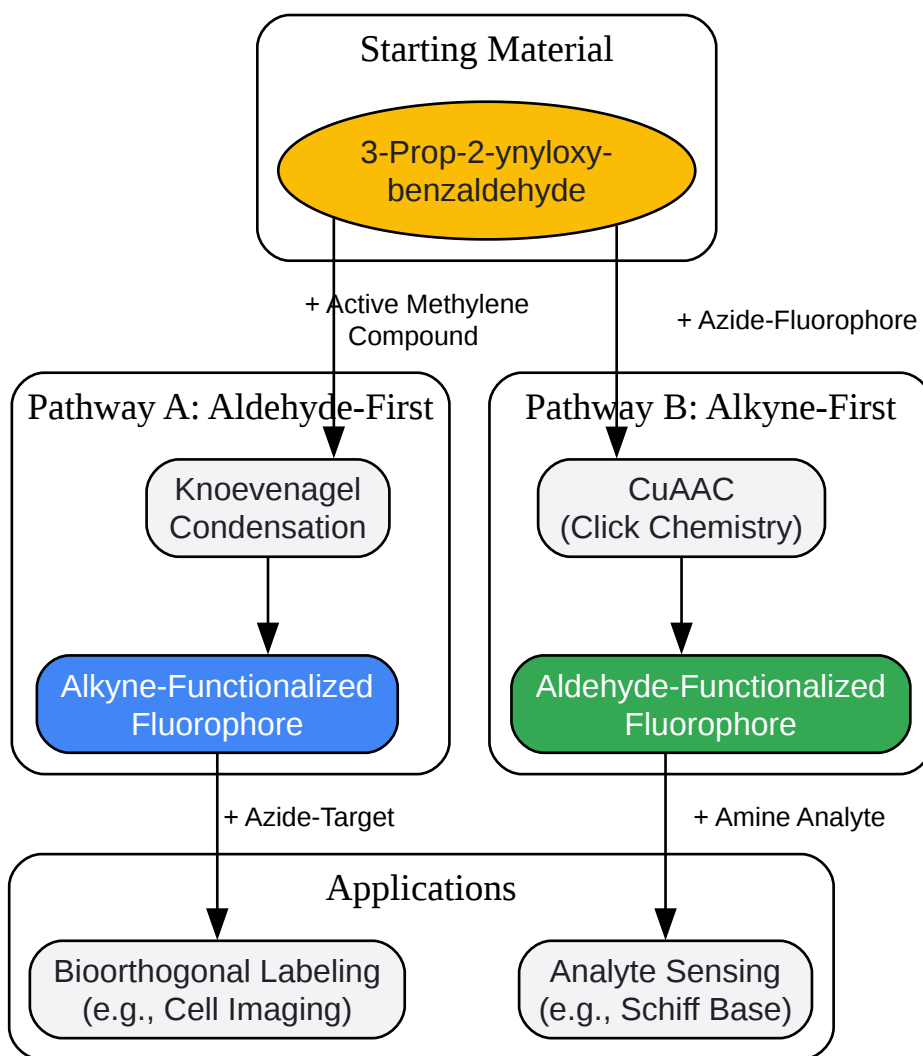 Starting Material
3-Prop-2-ynyloxy-
benzaldehyde
+ Active Methylene
Compound
+ Azide-Fluorophore
Pathway A: Aldehyde-First
Knoevenagel
Condensation
Alkyne-Functionalized
Fluorophore
Pathway B: Alkyne-First
CuAAC
(Click Chemistry)
Aldehyde-Functionalized
Fluorophore
+ Azide-Target
+ Amine Analyte
Applications
Bioorthogonal Labeling
(e.g., Cell Imaging)
Analyte Sensing
(e.g., Schiff Base)